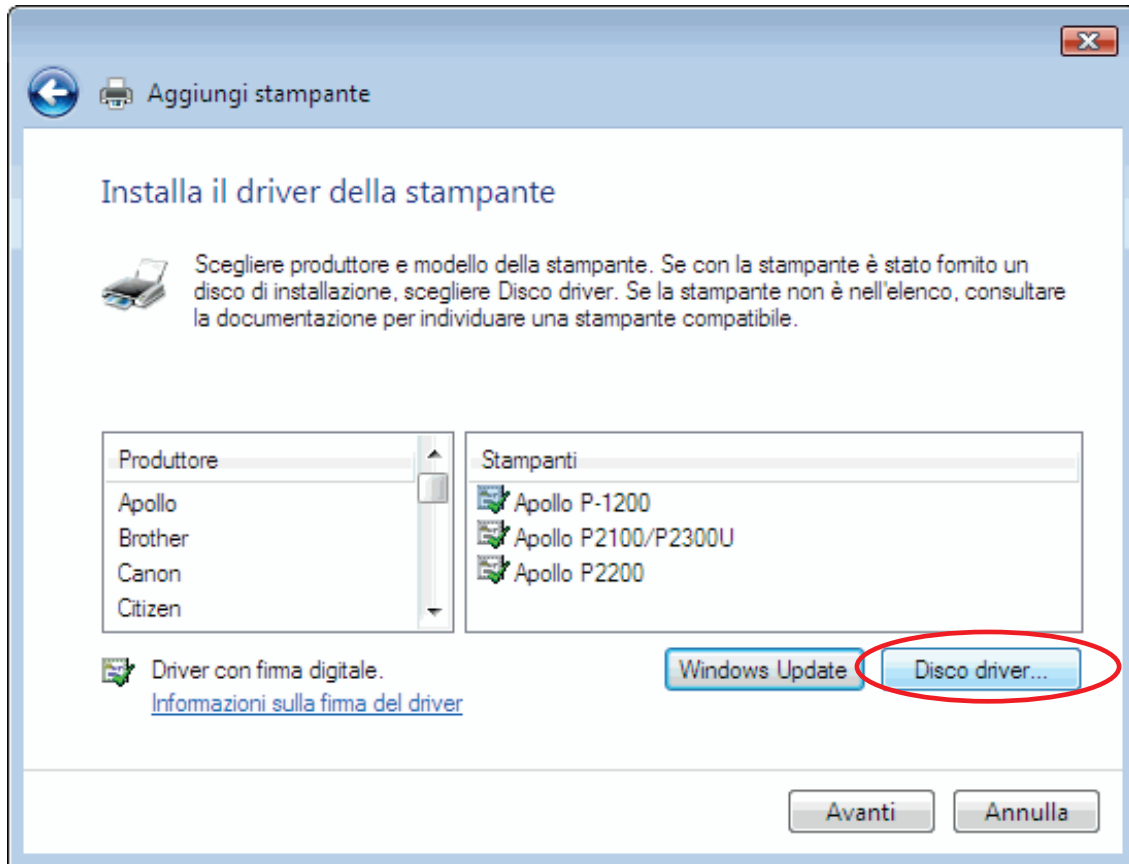 Aggiungi stampante
Installa il driver della stampante
Scegliere produttore e modello della stampante. Se con la stampante è stato fornito un
disco di installazione, scegliere Disco driver. Se la stampante non è nell'elenco, consultare
la documentazione per individuare una stampante compatibile.
Produttore
Apollo
Brother
Canon
Citizen
Stampanti
Apollo P-1200
Apollo P2100/P2300U
Apollo P2200
Driver con firma digitale.
Informazioni sulla firma del driver
Windows Update
Disco driver...
Avanti
Annulla